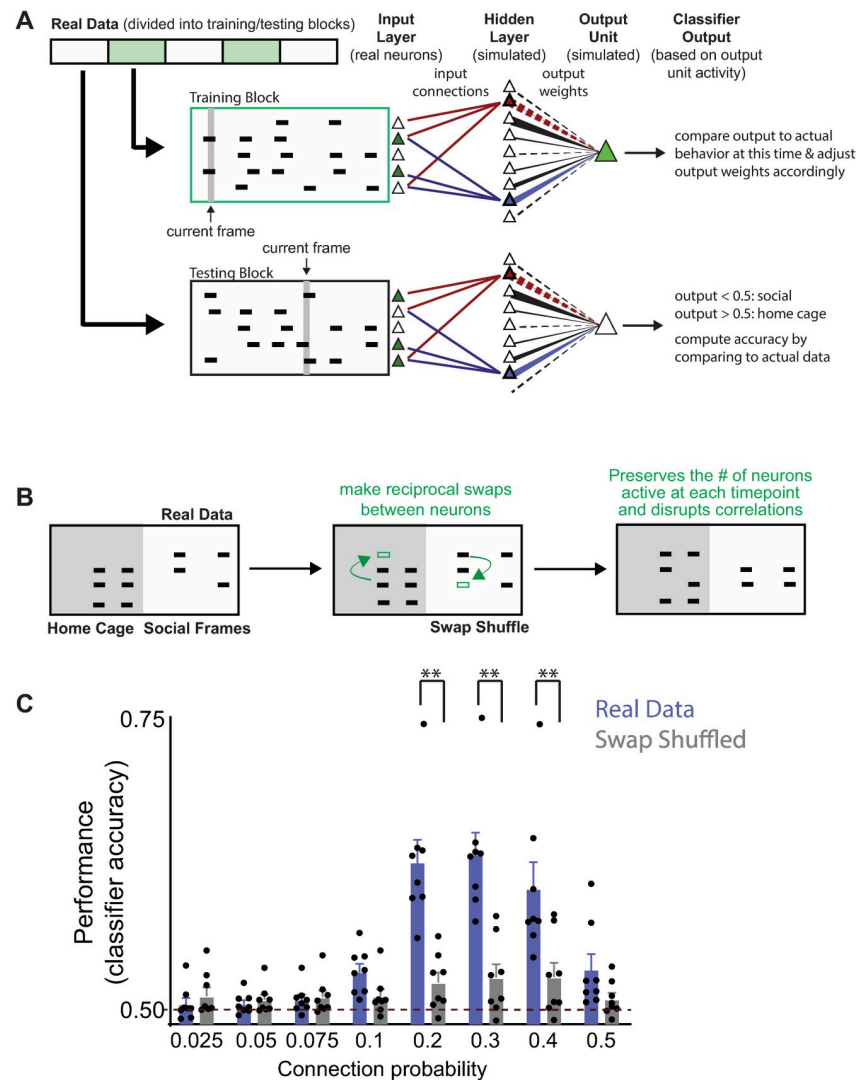 A
Real Data (divided into training/testing blocks)
Input
Layer
(real neurons)
Hidden
Layer
(simulated)
Output
Unit
(simulated)
Classifier
Output
(based on output
unit activity)
input
connections
output
weights
Training Block
current frame
compare output to actual
behavior at this time & adjust
output weights accordingly
current frame
Testing Block
output < 0.5: social
output > 0.5: home cage
compute accuracy by
comparing to actual data
B
Real Data
Home Cage
Social Frames
make reciprocal swaps
between neurons
Swap Shuffle
Preserves the # of neurons
active at each timepoint
and disrupts correlations
C
**
**
**
Real Data
Swap Shuffled
0.75
0.50
Performance
(classifier accuracy)
0.025
0.05
0.075
0.1
0.2
0.3
0.4
0.5
Connection probability